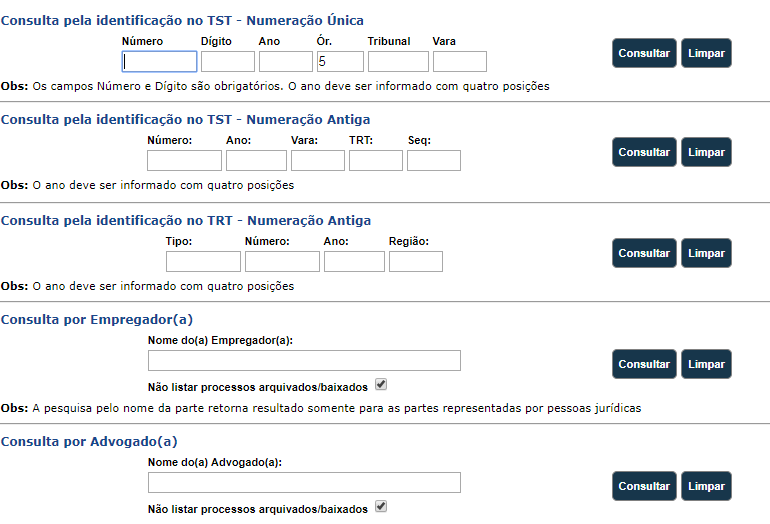 Consulta pela identificação no TST - Numeração Única
Número Dígito Ano Ór. Tribunal Vara
5
Consultar Limpar
Obs: Os campos Número e Dígito são obrigatórios. O ano deve ser informado com quatro posições
Consulta pela identificação no TST - Numeração Antiga
Número: Ano: Vara: TRT: Seq:
Consultar Limpar
Obs: O ano deve ser informado com quatro posições
Consulta pela identificação no TRT - Numeração Antiga
Tipo: Número: Ano: Região:
Consultar Limpar
Obs: O ano deve ser informado com quatro posições
Consulta por Empregador(a)
Nome do(a) Empregador(a):
Consultar Limpar
Não listar processos arquivados/baixados
Obs: A pesquisa pelo nome da parte retorna resultado somente para as partes representadas por pessoas jurídicas
Consulta por Advogado(a)
Nome do(a) Advogado(a):
Consultar Limpar
Não listar processos arquivados/baixados